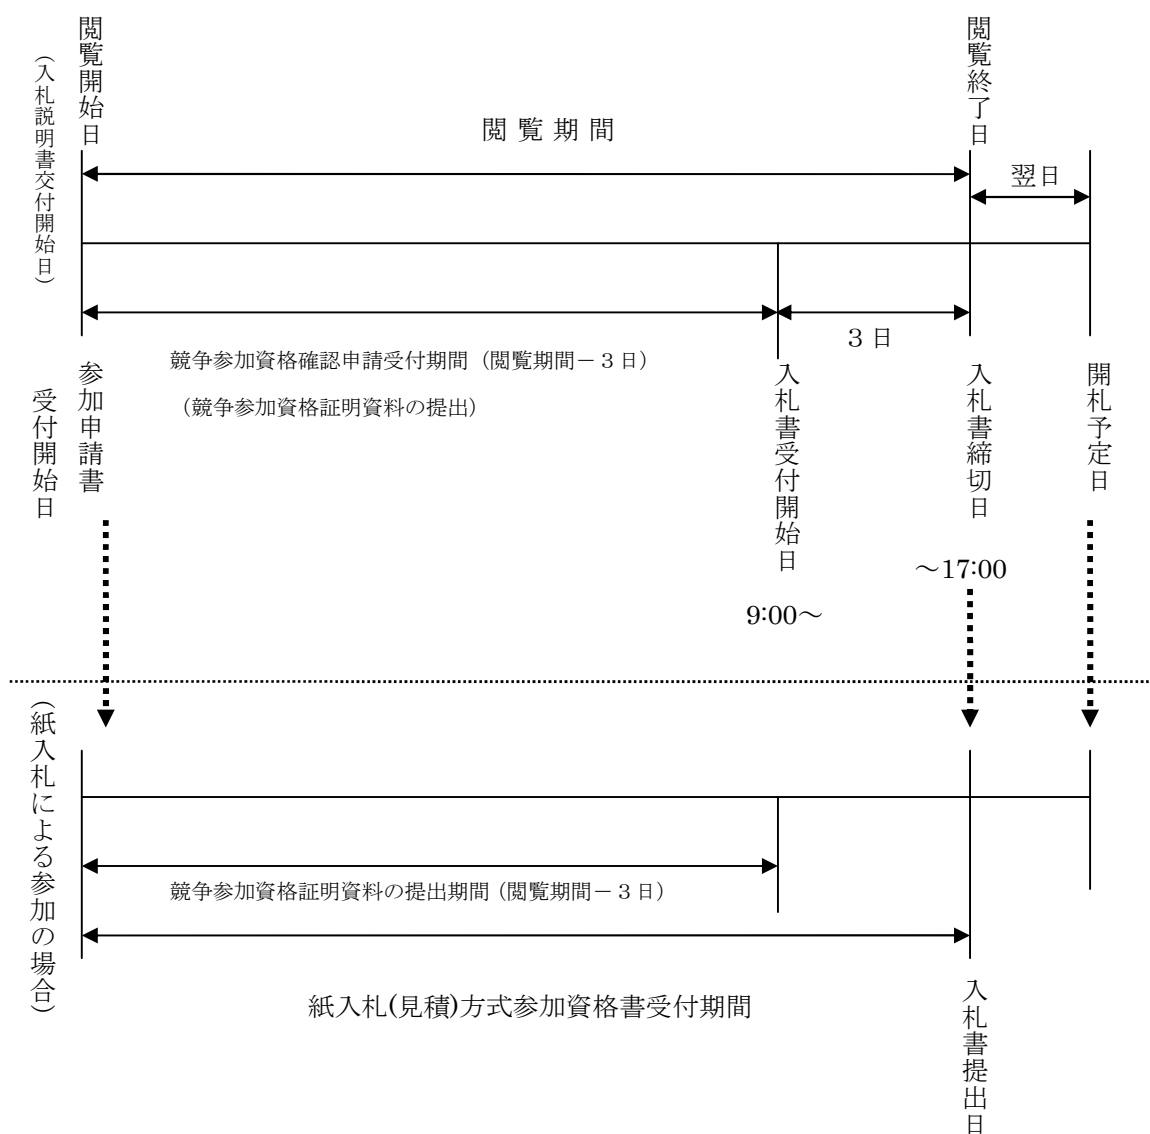 閲覧開始日
（入札説明書交付開始日）
閲覧終了日
閲 覧 期 間
翌日
３日
競争参加資格確認申請受付期間（閲覧期間－３日）
（競争参加資格証明資料の提出）
参加申請書
受付開始日
入札書受付開始日
9:00～
入札書締切日
～17:00
開札予定日
（紙入札による参加の場合）
競争参加資格証明資料の提出期間（閲覧期間－３日）
紙入札(見積)方式参加資格書受付期間
入札書提出日